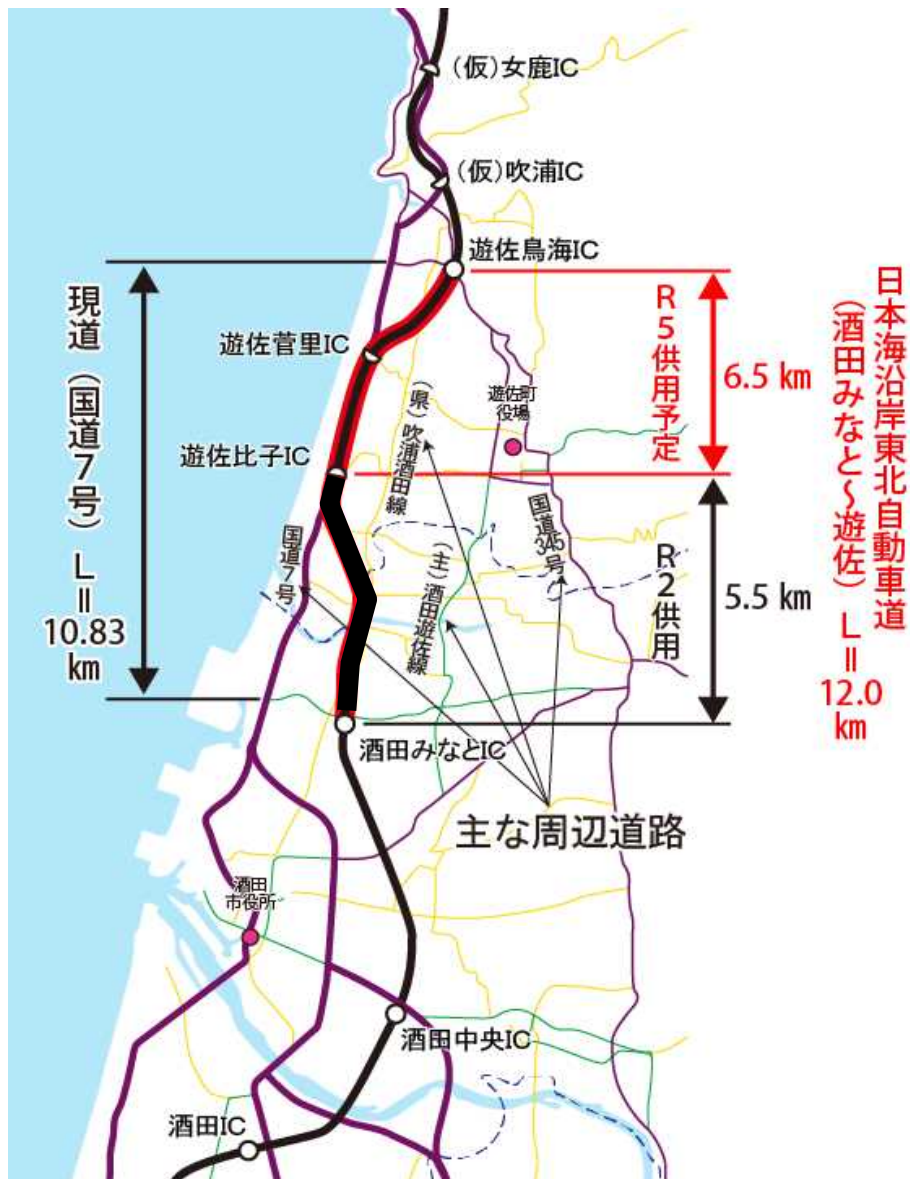 (仮)女鹿IC
(仮)吹浦IC
遊佐鳥海IC
遊佐菅里IC
遊佐比子IC
現道(国道7号) L=10.83km
R5供用予定
6.5 km
日本海沿岸東北自動車道
(酒田みなと～遊佐) L=12.0km
R2供用
5.5 km
(県)吹浦酒田線
遊佐町
役場
国道7号
(主)酒田遊佐線
国道345号
酒田みなとIC
主な周辺道路
酒田
市役所
酒田中央IC
酒田IC